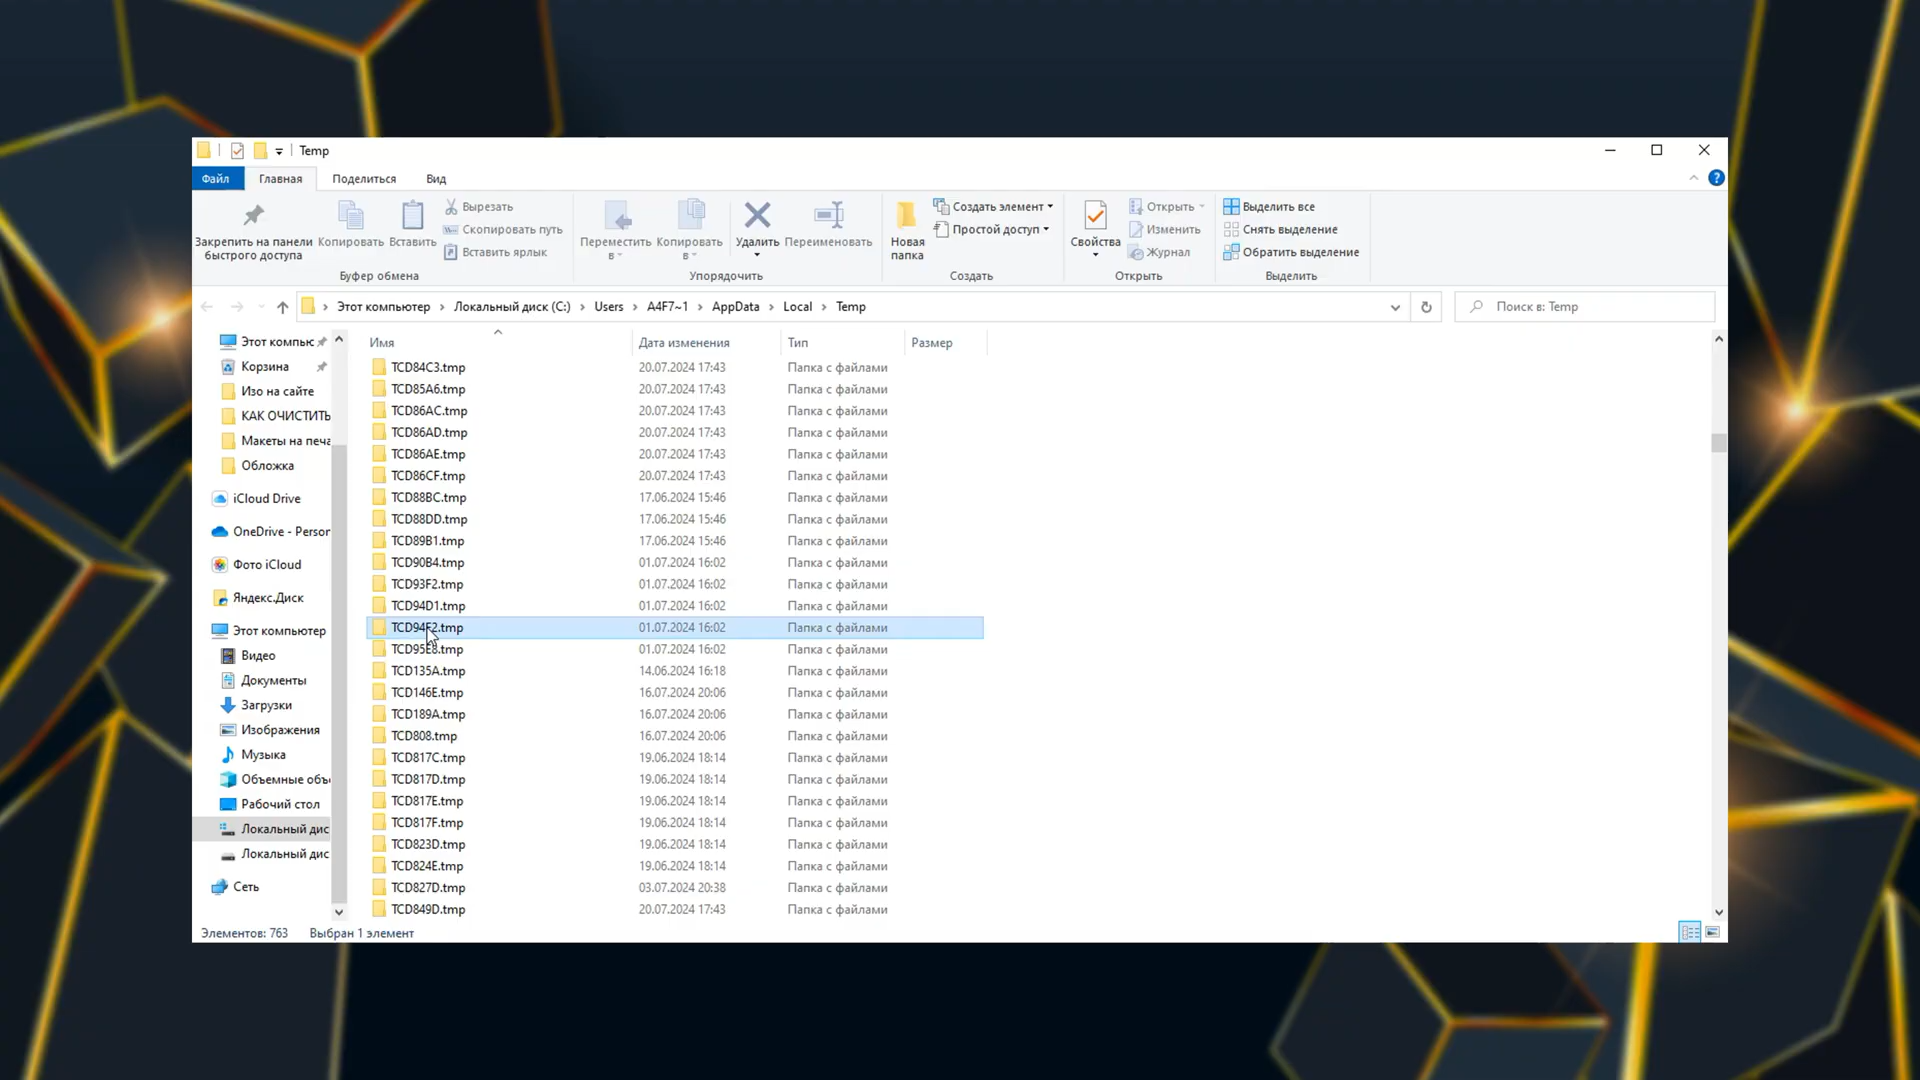 Temp
Файл Главная Поделиться Вид
Закрепить на панели быстрого доступа
Копировать
Вставить
Вырезать
Скопировать путь
Вставить ярлык
Буфер обмена
Переместить в
Копировать в
Удалить
Переименовать
Упорядочить
Новая папка
Создать элемент
Простой доступ
Создать
Свойства
Открыть
Изменить
Журнал
Открыть
Выделить все
Снять выделение
Обратить выделение
Выделить
Этот компьютер > Локальный диск (C:) > Users > A4F7~1 > AppData > Local > Temp
Поиск в: Temp
Этот компьк
Корзина
Изо на сайте
КАК ОЧИСТИТЬ
Макеты на печа
Обложка
iCloud Drive
OneDrive - Person
Фото iCloud
Яндекс.Диск
Этот компьютер
Видео
Документы
Загрузки
Изображения
Музыка
Объемные объе
Рабочий стол
Локальный дис
Локальный дис
Сеть
Имя Дата изменения Тип Размер
TCD84C3.tmp 20.07.2024 17:43 Папка с файлами
TCD85A6.tmp 20.07.2024 17:43 Папка с файлами
TCD86AC.tmp 20.07.2024 17:43 Папка с файлами
TCD86AD.tmp 20.07.2024 17:43 Папка с файлами
TCD86AE.tmp 20.07.2024 17:43 Папка с файлами
TCD86CF.tmp 20.07.2024 17:43 Папка с файлами
TCD88BC.tmp 17.06.2024 15:46 Папка с файлами
TCD88DD.tmp 17.06.2024 15:46 Папка с файлами
TCD89B1.tmp 17.06.2024 15:46 Папка с файлами
TCD90B4.tmp 01.07.2024 16:02 Папка с файлами
TCD93F2.tmp 01.07.2024 16:02 Папка с файлами
TCD94D1.tmp 01.07.2024 16:02 Папка с файлами
TCD94F2.tmp 01.07.2024 16:02 Папка с файлами
TCD95E8.tmp 01.07.2024 16:02 Папка с файлами
TCD135A.tmp 14.06.2024 16:18 Папка с файлами
TCD146E.tmp 16.07.2024 20:06 Папка с файлами
TCD189A.tmp 16.07.2024 20:06 Папка с файлами
TCD808.tmp 16.07.2024 20:06 Папка с файлами
TCD817C.tmp 19.06.2024 18:14 Папка с файлами
TCD817D.tmp 19.06.2024 18:14 Папка с файлами
TCD817E.tmp 19.06.2024 18:14 Папка с файлами
TCD817F.tmp 19.06.2024 18:14 Папка с файлами
TCD823D.tmp 19.06.2024 18:14 Папка с файлами
TCD824E.tmp 19.06.2024 18:14 Папка с файлами
TCD827D.tmp 03.07.2024 20:38 Папка с файлами
TCD849D.tmp 20.07.2024 17:43 Папка с файлами
Элементов: 763 Выбран 1 элемент